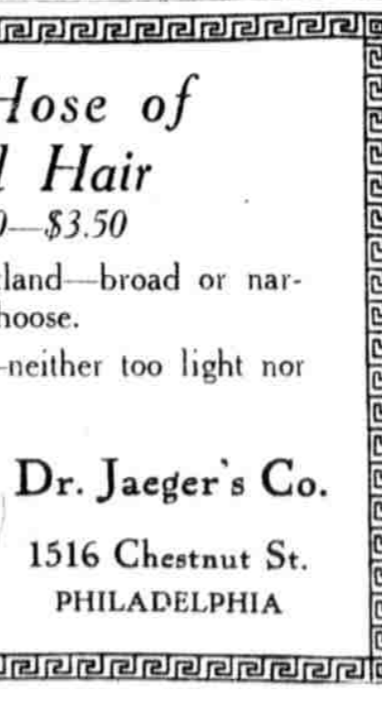 Hose of
Hair
—$3.50
land—broad or nar-
hoose.
-neither too light nor
Dr. Jaeger's Co.
1516 Chestnut St.
PHILADELPHIA